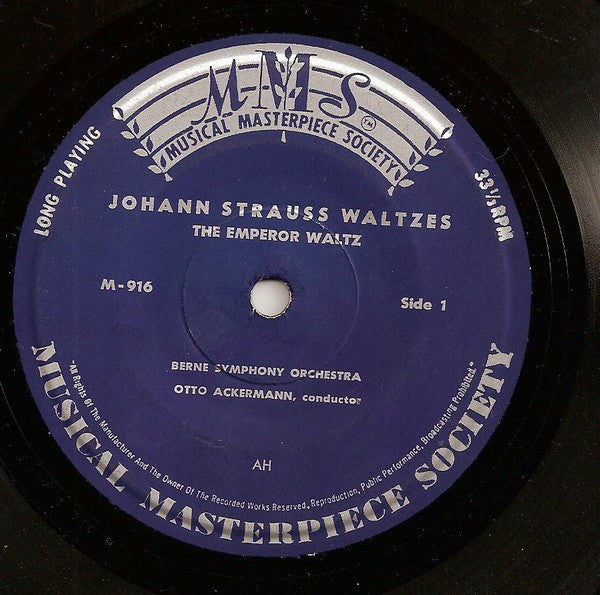 MMS
TM
MUSICAL MASTERPIECE SOCIETY
LONG PLAYING
33⅓ RPM
JOHANN STRAUSS WALTZES
THE EMPEROR WALTZ
M-916
Side 1
BERNE SYMPHONY ORCHESTRA
OTTO ACKERMANN, conductor
AH
"All Rights Of The Manufacturer And The Owner Of The Recorded Works Reserved, Reproduction, Public Performance, Broadcasting Prohibited."
MUSICAL MASTERPIECE SOCIETY